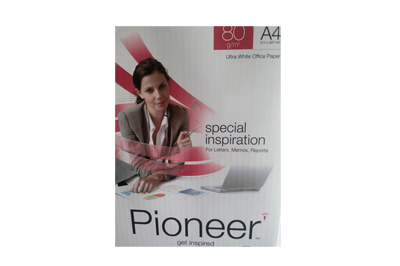 80
g/m²
A4
Ultra White Office Paper
special
inspiration
For Letters, Memos, Reports
Pioneer
get inspired